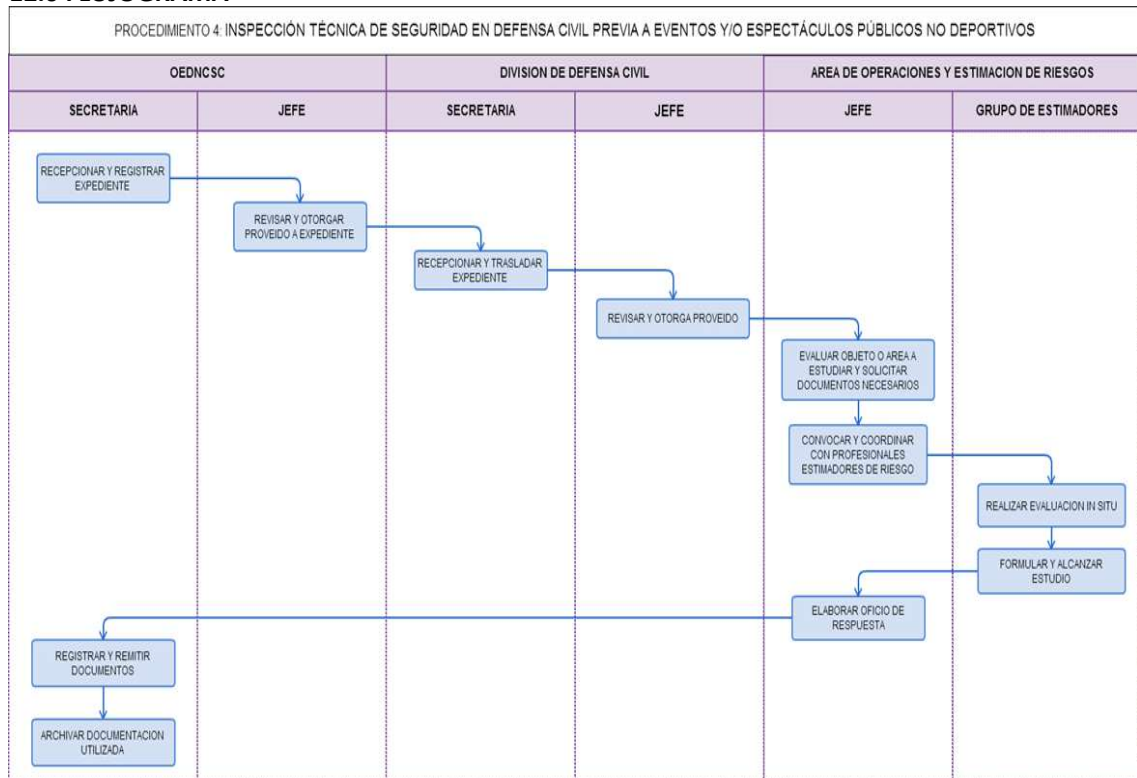 PROCEDIMIENTO 4: INSPECCIÓN TÉCNICA DE SEGURIDAD EN DEFENSA CIVIL PREVIA A EVENTOS Y/O ESPECTÁCULOS PÚBLICOS NO DEPORTIVOS
OEDNCSC
DIVISION DE DEFENSA CIVIL
AREA DE OPERACIONES Y ESTIMACION DE RIESGOS
SECRETARIA
JEFE
SECRETARIA
JEFE
JEFE
GRUPO DE ESTIMADORES
RECEPCIONAR Y REGISTRAR
EXPEDIENTE
REVISAR Y OTORGAR
PROVEIDO A EXPEDIENTE
RECEPCIONAR Y TRASLADAR
EXPEDIENTE
REVISAR Y OTORGA PROVEIDO
EVALUAR OBJETO O AREA A
ESTUDIAR Y SOLICITAR
DOCUMENTOS NECESARIOS
CONVOCAR Y COORDINAR
CON PROFESIONALES
ESTIMADORES DE RIESGO
REALIZAR EVALUACION IN SITU
FORMULAR Y ALCANZAR
ESTUDIO
ELABORAR OFICIO DE
RESPUESTA
REGISTRAR Y REMITIR
DOCUMENTOS
ARCHIVAR DOCUMENTACION
UTILIZADA